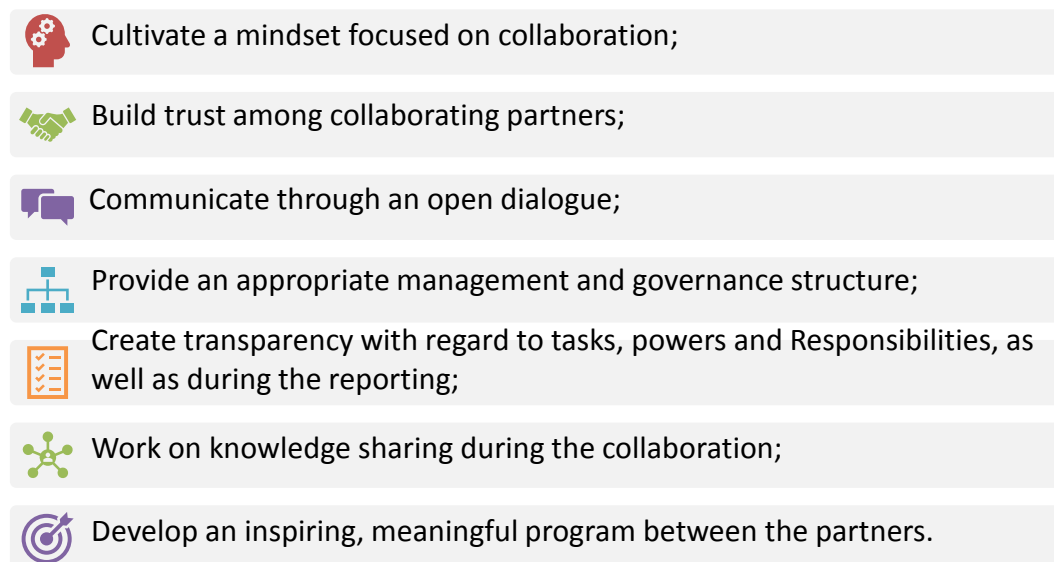 Cultivate a mindset focused on collaboration;
Build trust among collaborating partners;
Communicate through an open dialogue;
Provide an appropriate management and governance structure;
Create transparency with regard to tasks, powers and Responsibilities, as
well as during the reporting;
Work on knowledge sharing during the collaboration;
Develop an inspiring, meaningful program between the partners.